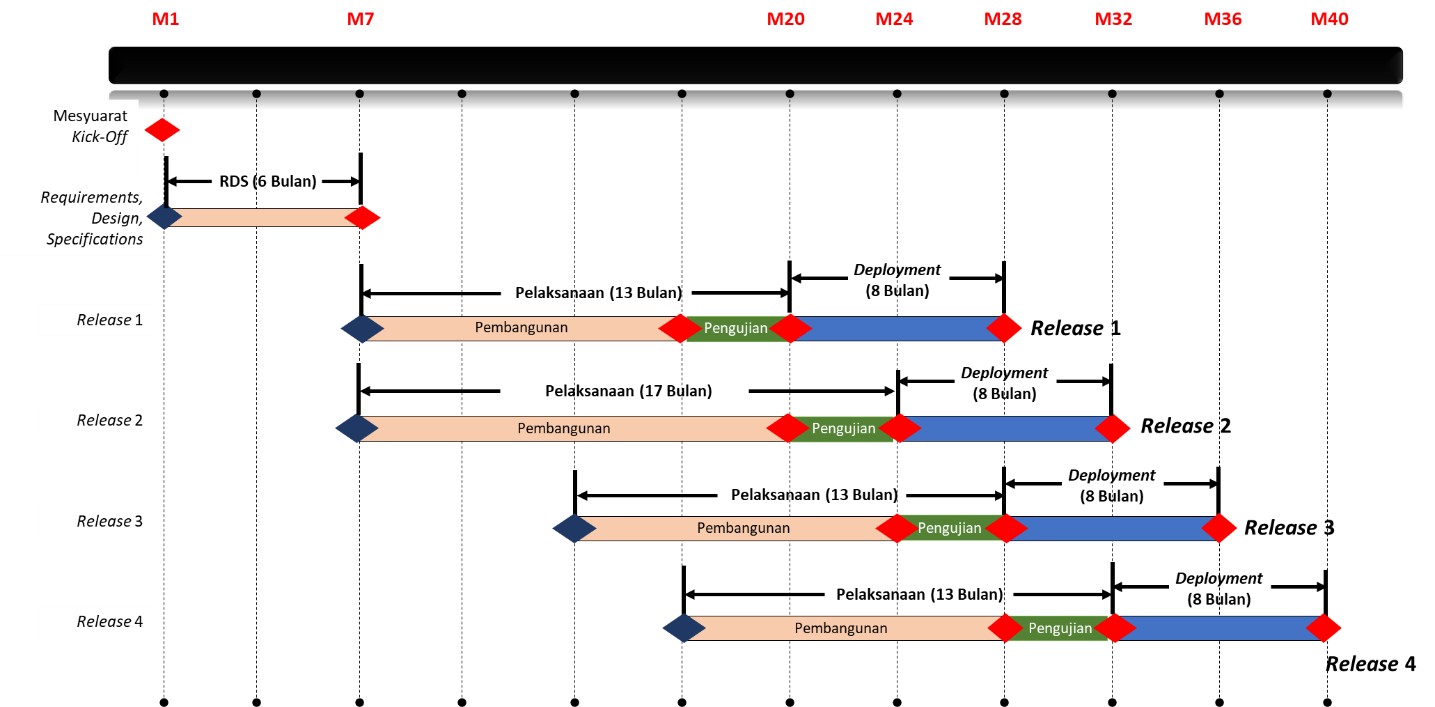 M1 M7 M20 M24 M28 M32 M36 M40
Mesyuarat
Kick-Off
RDS (6 Bulan)
Requirements,
Design,
Specifications
Pelaksanaan (13 Bulan)
Deployment
(8 Bulan)
Release 1
Pembangunan
Pengujian
Release 1
Pelaksanaan (17 Bulan)
Deployment
(8 Bulan)
Release 2
Pembangunan
Pengujian
Release 2
Pelaksanaan (13 Bulan)
Deployment
(8 Bulan)
Release 3
Pembangunan
Pengujian
Release 3
Pelaksanaan (13 Bulan)
Deployment
(8 Bulan)
Release 4
Pembangunan
Pengujian
Release 4